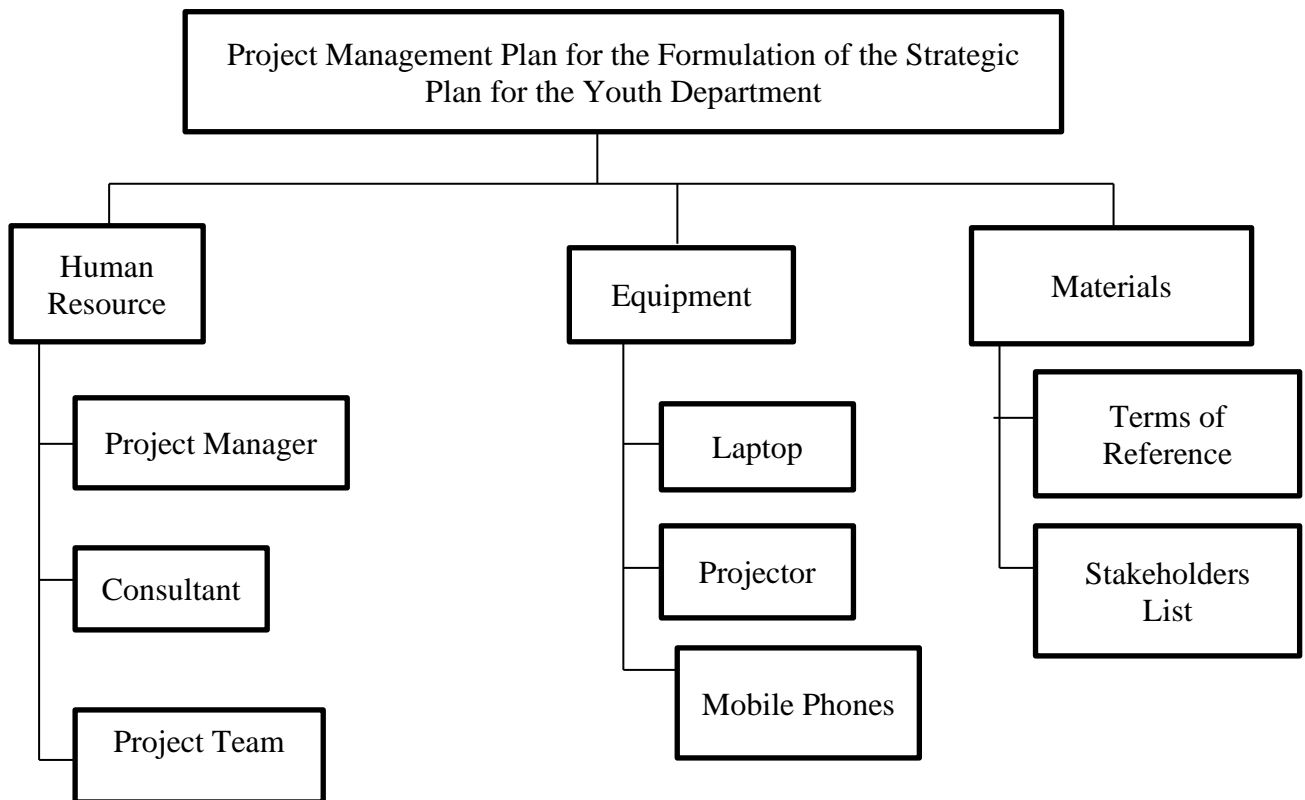 Project Management Plan for the Formulation of the Strategic
Plan for the Youth Department
Human
Resource
Equipment
Materials
Project Manager
Consultant
Project Team
Laptop
Projector
Mobile Phones
Terms of
Reference
Stakeholders
List